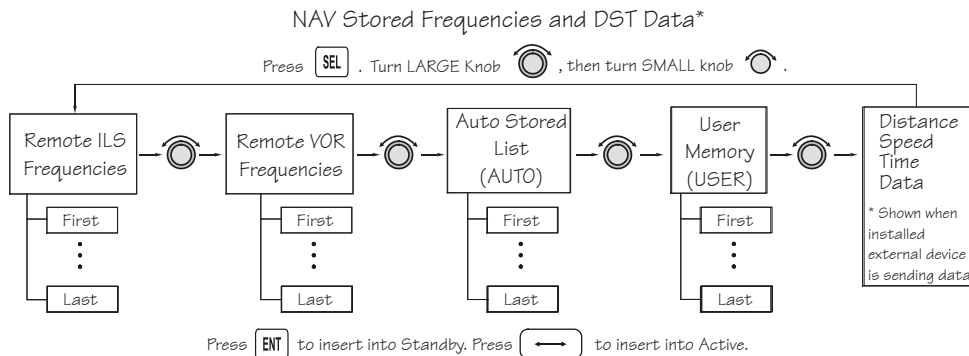 NAV Stored Frequencies and DST Data*
Press SEL . Turn LARGE Knob , then turn SMALL knob .
Remote ILS
Frequencies
First
Last
Remote VOR
Frequencies
First
Last
Auto Stored
List
(AUTO)
First
Last
User
Memory
(USER)
First
Last
Distance
Speed
Time
Data
* Shown when
installed
external device
is sending data
Press ENT to insert into Standby. Press to insert into Active.